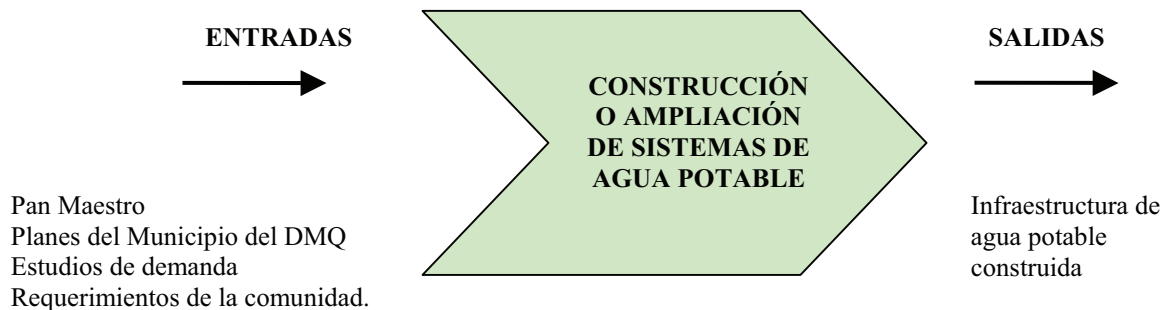 ENTRADAS
SALIDAS
CONSTRUCCIÓN
O AMPLIACIÓN
DE SISTEMAS DE
AGUA POTABLE
Pan Maestro
Planes del Municipio del DMQ
Estudios de demanda
Requerimientos de la comunidad.
Infraestructura de
agua potable
construida